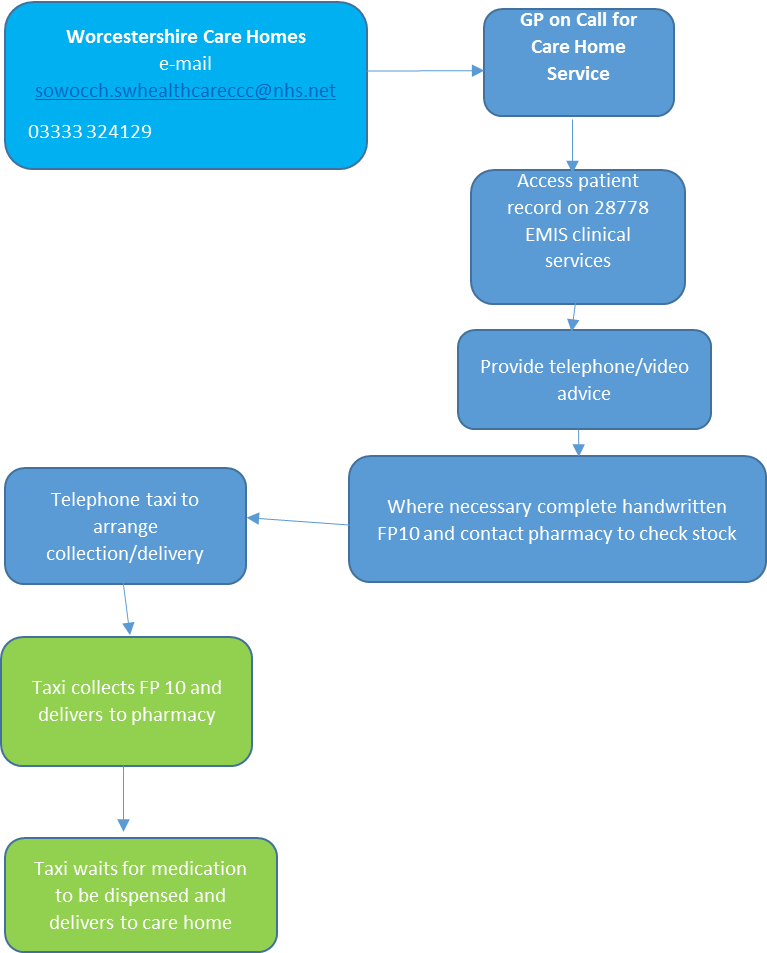 Worcestershire Care Homes
e-mail
sowocch.swhealthcareccc@nhs.net
03333 324129
GP on Call for
Care Home
Service
Access patient
record on 28778
EMIS clinical
services
Provide telephone/video
advice
Where necessary complete handwritten
FP10 and contact pharmacy to check stock
Telephone taxi to
arrange
collection/delivery
Taxi collects FP 10 and
delivers to pharmacy
Taxi waits for medication
to be dispensed and
delivers to care home